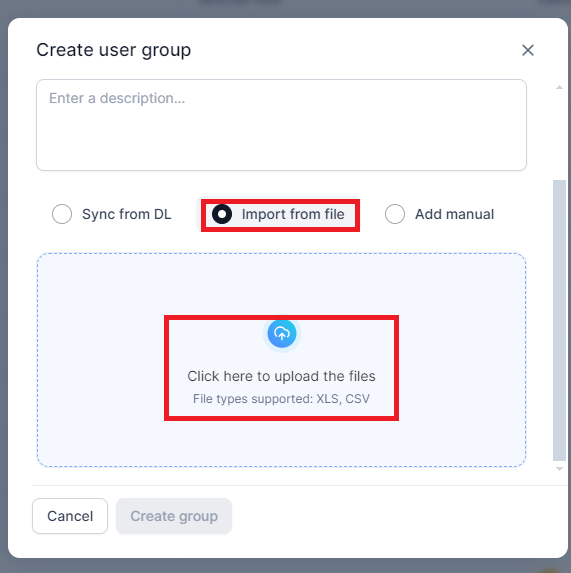 Create user group
Enter a description...
Sync from DL
Import from file
Add manual
Click here to upload the files
File types supported: XLS, CSV
Cancel
Create group